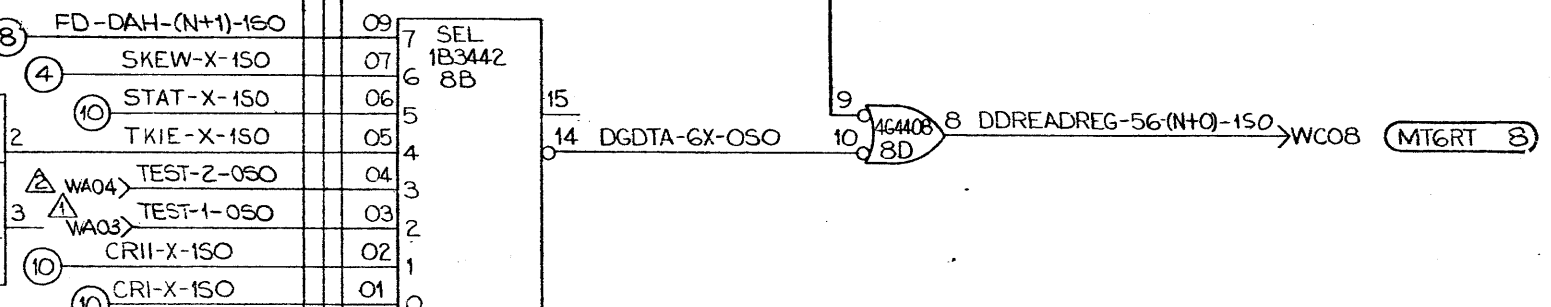 8 FD-DAH-(N+1)-1SO 09 7 SEL
4 SKEW-X-1SO 07 6 1B3442
8B
10 STAT-X-1SO 06 5 15 9
2 TKIE-X-1SO 05 4 14 DGDTA-6X-OSO 10 4G4408 8D 8 DDREADREG-56-(N+0)-1SO WC08 MT6RT 8
2 WA04 TEST-2-OSO 04 3
3 1 WA03 TEST-1-OSO 03 2
10 CRII-X-1SO 02 1
10 CRI-X-1SO 01 0